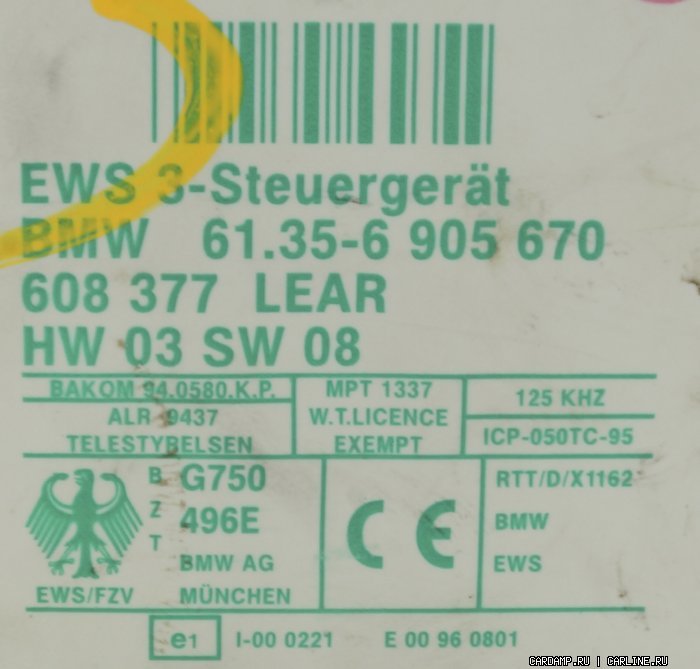 EWS 3-Steuergerät
BMW 61.35-6 905 670
608 377 LEAR
HW 03 SW 08
BAKOM 94.0580.K.P.
ALR 9437
TELESTYRELSEN
MPT 1337
W.T.LICENCE
EXEMPT
125 KHZ
ICP-050TC-95
EWS/FZV
B
Z
T
G750
496E
BMW AG
MÜNCHEN
CE
RTT/D/X1162
BMW
EWS
e1 I-00 0221 E 00 96 0801
CARDAMP.RU | CARLINE.RU